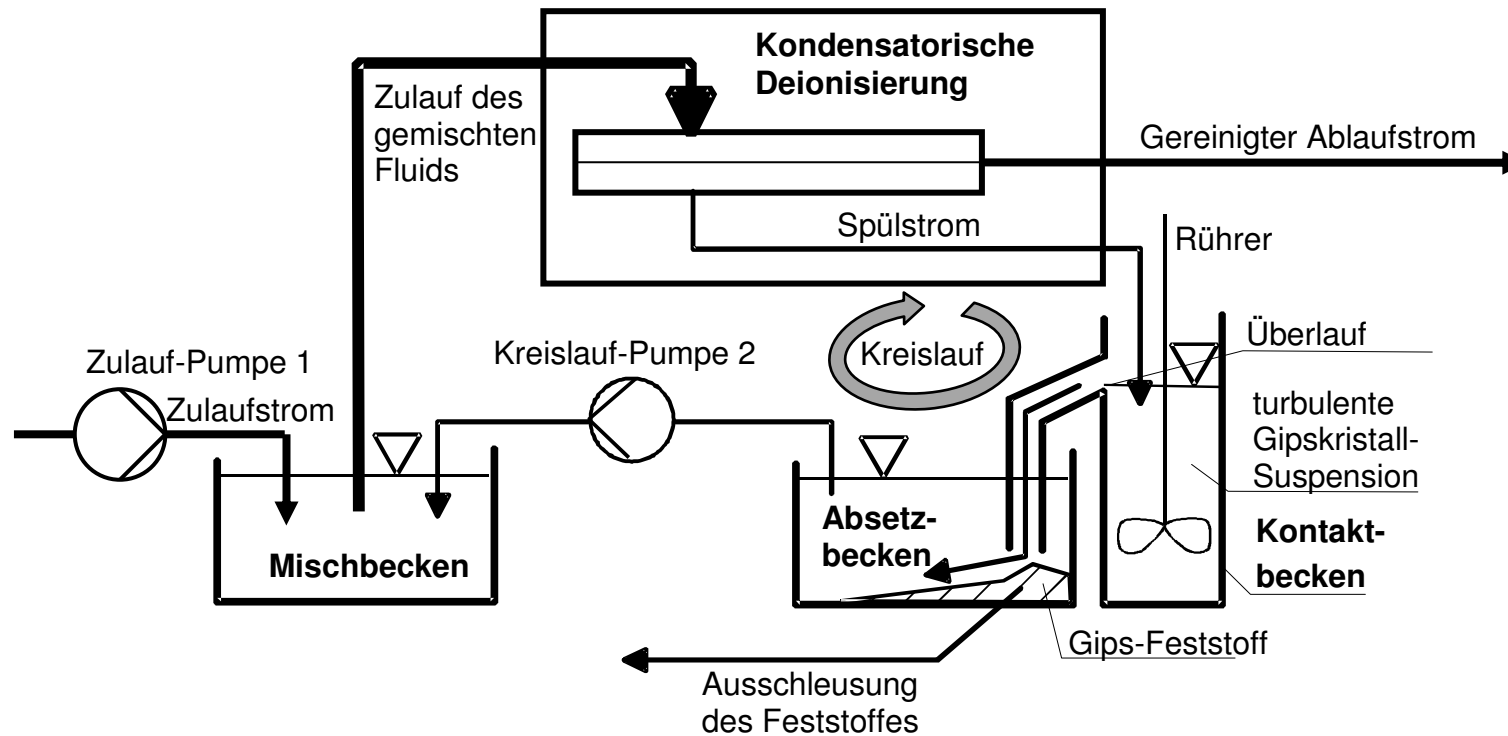 Kondensatorische
Deionisierung
Zulauf des
gemischten
Fluids
Gereinigter Ablaufstrom
Spülstrom
Rührer
Zulauf-Pumpe 1
Zulaufstrom
Kreislauf-Pumpe 2
Kreislauf
Überlauf
turbulente
Gipskristall-
Suspension
Mischbecken
Absetz-
becken
Kontakt-
becken
Gips-Feststoff
Ausschleusung
des Feststoffes